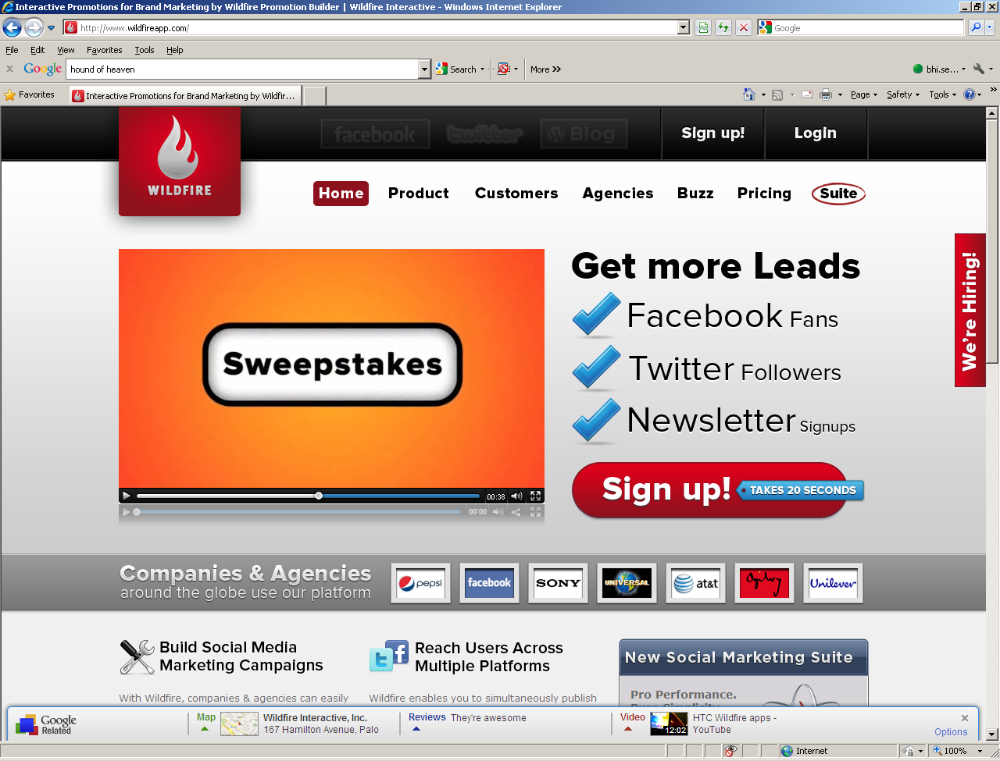 Interactive Promotions for Brand Marketing by Wildfire Promotion Builder | Wildfire Interactive - Windows Internet Explorer
http://www.wildfireapp.com/
Google
File Edit View Favorites Tools Help
x Google hound of heaven Search More » bhi.se...
Favorites Interactive Promotions for Brand Marketing by Wildfir... Page Safety Tools »
facebook twitter Blog Sign up! Login
WILDFIRE
Home Product Customers Agencies Buzz Pricing Suite
We're Hiring!
Sweepstakes
00:38
00:00
Get more Leads
Facebook Fans
Twitter Followers
Newsletter Signups
Sign up! TAKES 20 SECONDS
Companies & Agencies
around the globe use our platform
pepsi facebook SONY UNIVERSAL at&t Ogilvy Unilever
Build Social Media
Marketing Campaigns
With Wildfire, companies & agencies can easily
Reach Users Across
Multiple Platforms
Wildfire enables you to simultaneously publish
New Social Marketing Suite
Pro Performance.
Pure Simplicity
Google
Related
Map
Wildfire Interactive, Inc.
167 Hamilton Avenue, Palo
Reviews They're awesome
Video
12:02
HTC Wildfire apps -
YouTube
Options
Internet 100%